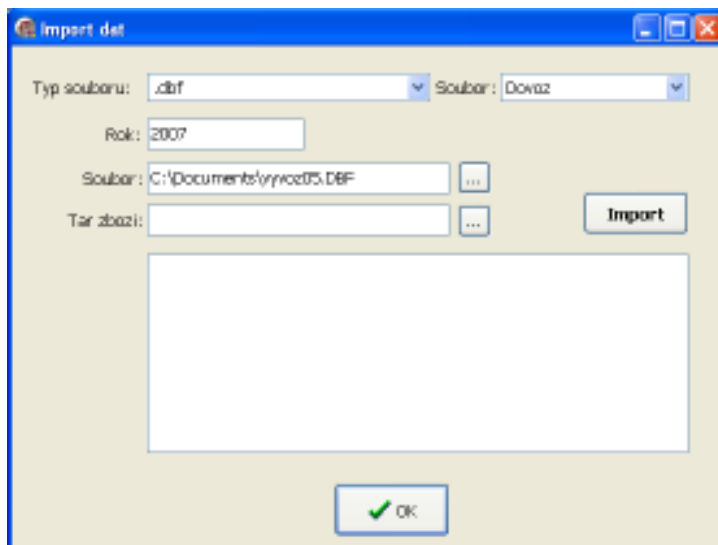 Import dat
Typ souboru: .dbf Soubor: Dovoz
Rok: 2007
Soubor: C:\Documents\vyvoz05.DBF ...
Tar zbozi: ...
Import
OK